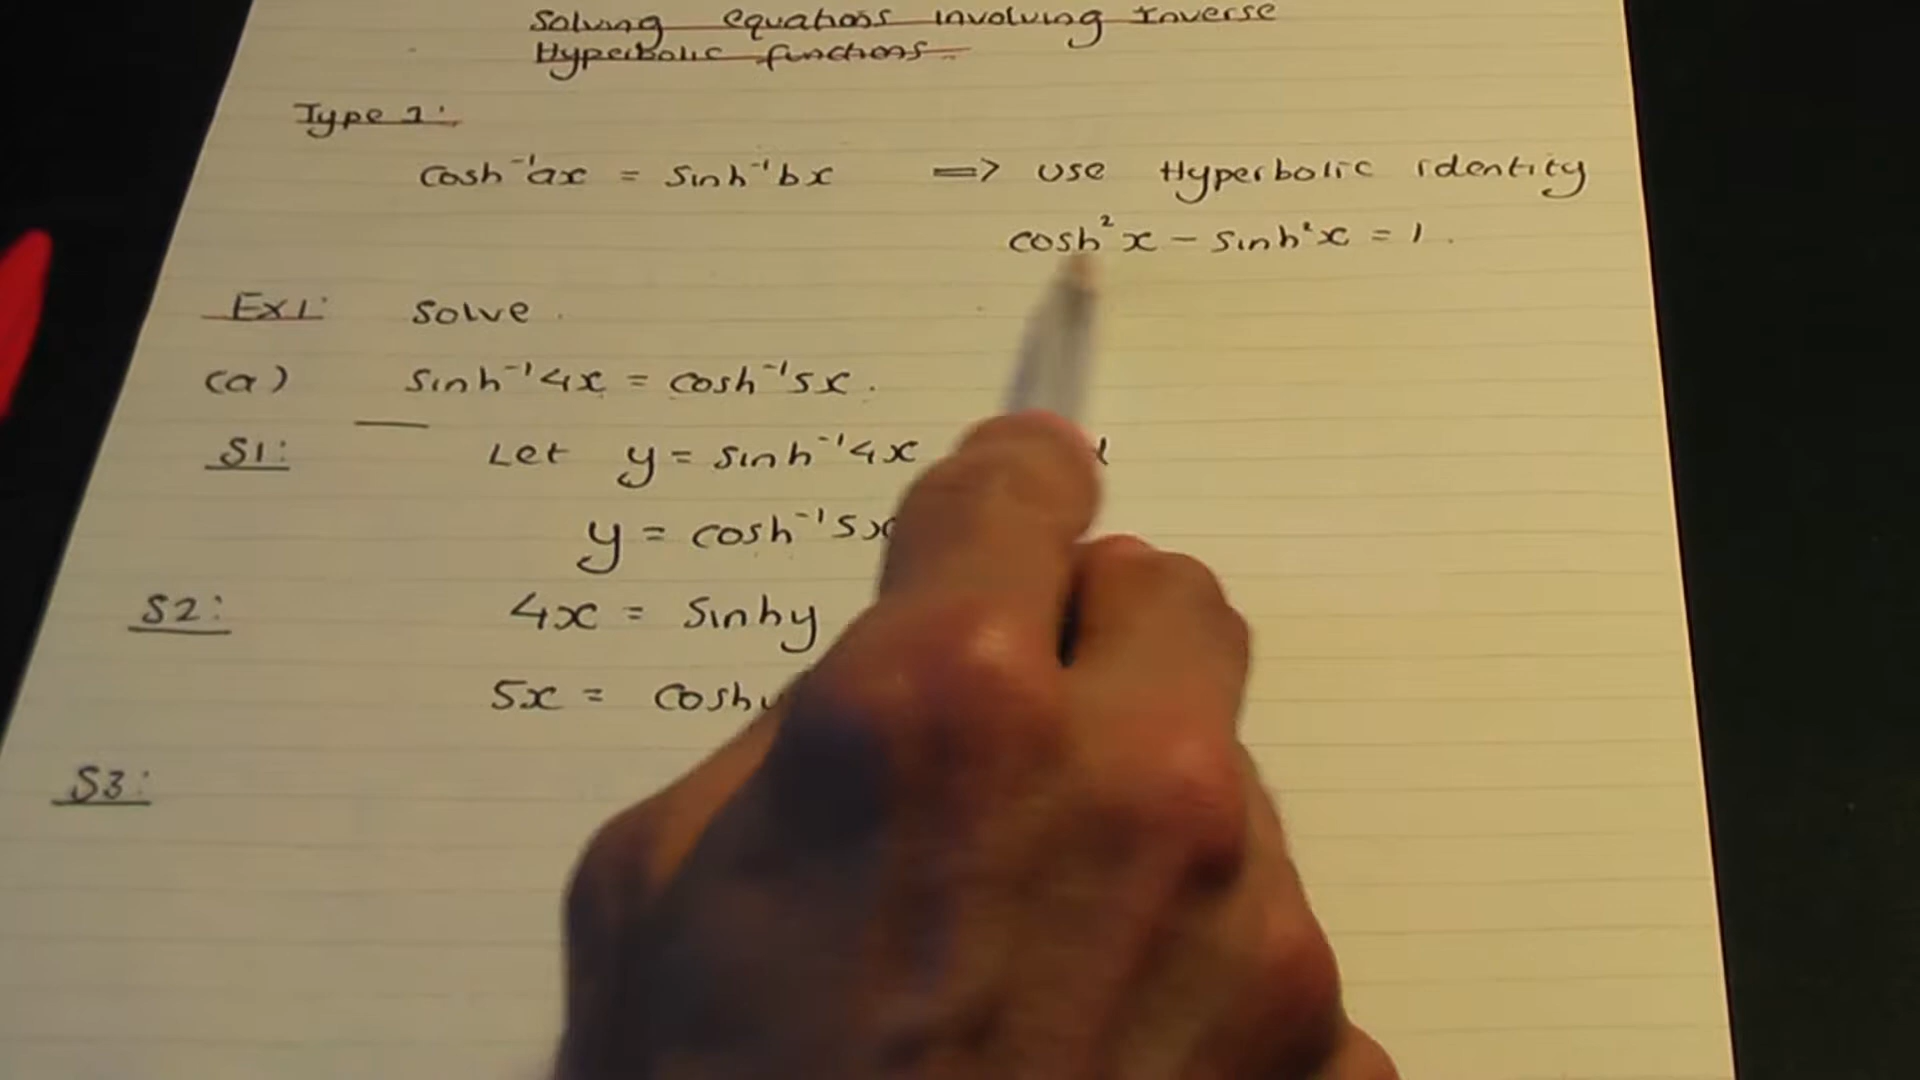 Solving equations involving Inverse
Hyperbolic functions
Type 1:
cosh⁻¹ax = sinh⁻¹bx => use Hyperbolic identity
cosh²x - sinh²x = 1.
Ex1: Solve.
(a) sinh⁻¹4x = cosh⁻¹5x.
S1: Let y = sinh⁻¹4x
y = cosh⁻¹5x
S2: 4x = sinhy
5x = coshy
S3: